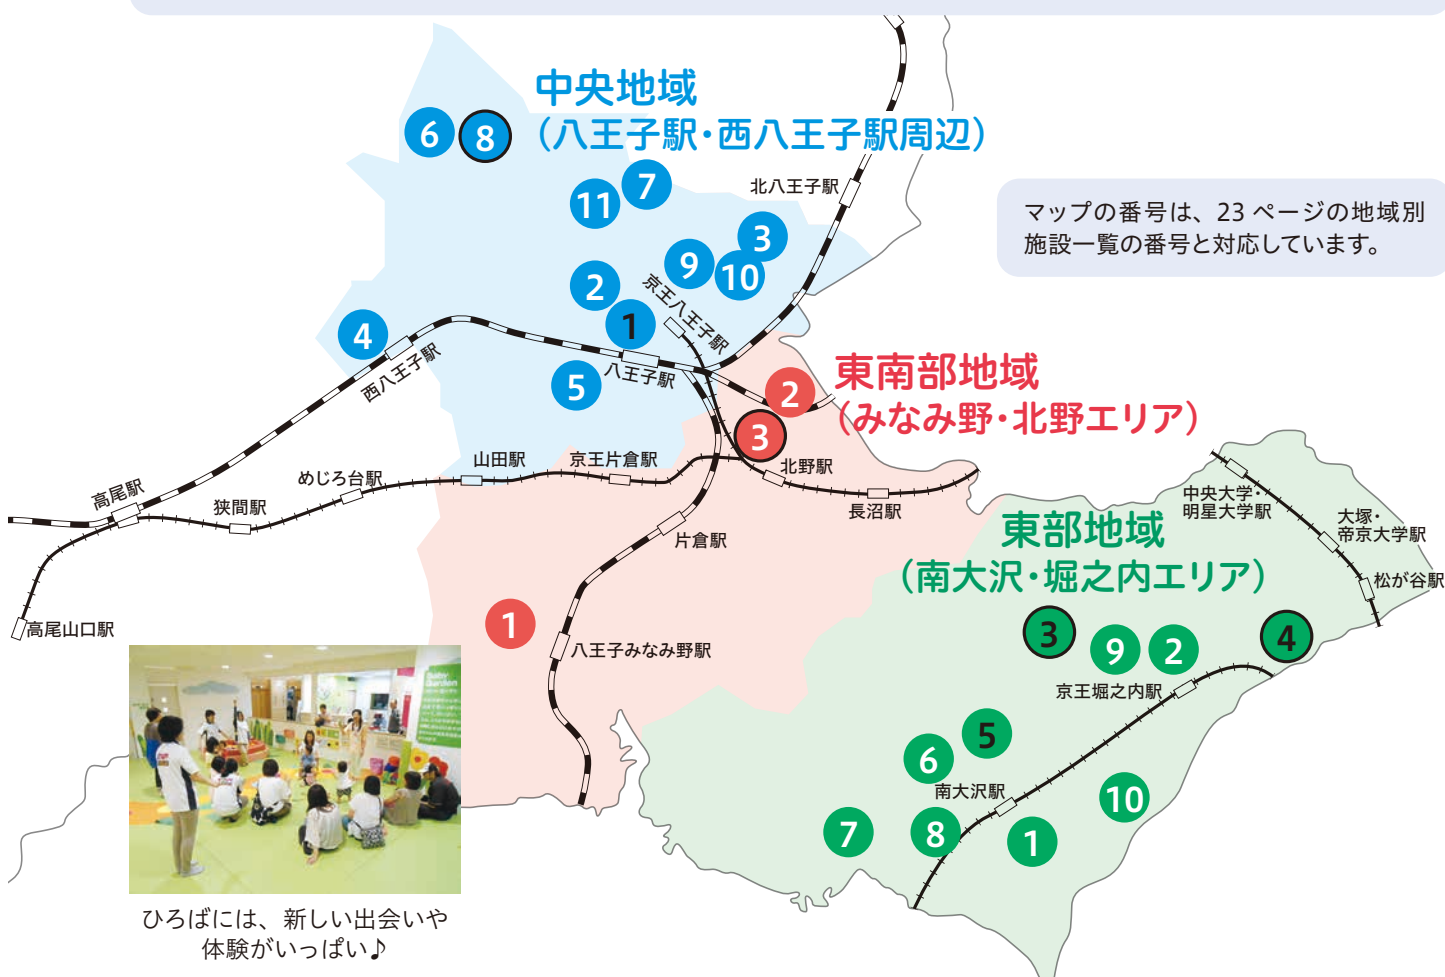 中央地域
（八王子駅・西八王子駅周辺）
6
8
7
11
北八王子駅
3
9
10
2
京王八王子駅
1
4
西八王子駅
八王子駅
5
マップの番号は、23 ページの地域別
施設一覧の番号と対応しています。
東南部地域
（みなみ野・北野エリア）
2
3
山田駅
京王片倉駅
北野駅
めじろ台駅
高尾駅
狭間駅
長沼駅
片倉駅
1
高尾山口駅
八王子みなみ野駅
中央大学・
明星大学駅
大塚・
帝京大学駅
松が谷駅
東部地域
（南大沢・堀之内エリア）
3
9
2
4
京王堀之内駅
5
6
南大沢駅
10
7
8
1
Baby
Garden
ひろばには、新しい出会いや
体験がいっぱい♪